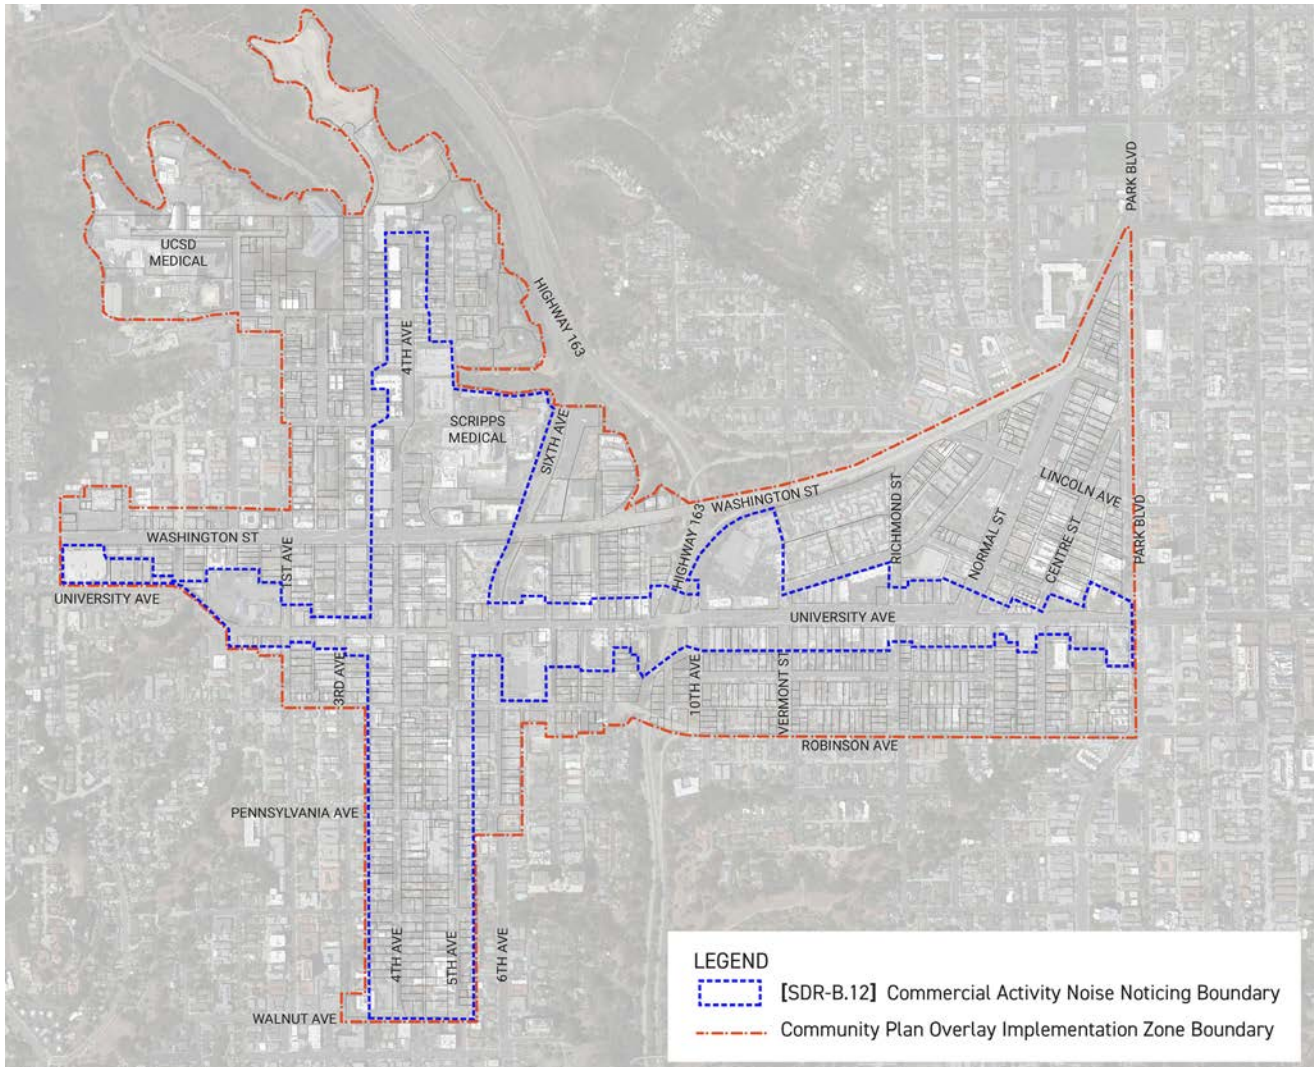 PARK BLVD
UCSD
MEDICAL
HIGHWAY 163
4TH AVE
SCRIPPS
MEDICAL
SIXTH AVE
LINCOLN AVE
WASHINGTON ST
RICHMOND ST
HIGHWAY 163
NORMAL ST
CENTRE ST
PARK BLVD
WASHINGTON ST
1ST AVE
UNIVERSITY AVE
UNIVERSITY AVE
3RD AVE
10TH AVE
VERMONT ST
ROBINSON AVE
PENNSYLVANIA AVE
4TH AVE
5TH AVE
6TH AVE
WALNUT AVE
LEGEND
[SDR-B.12] Commercial Activity Noise Noticing Boundary
Community Plan Overlay Implementation Zone Boundary